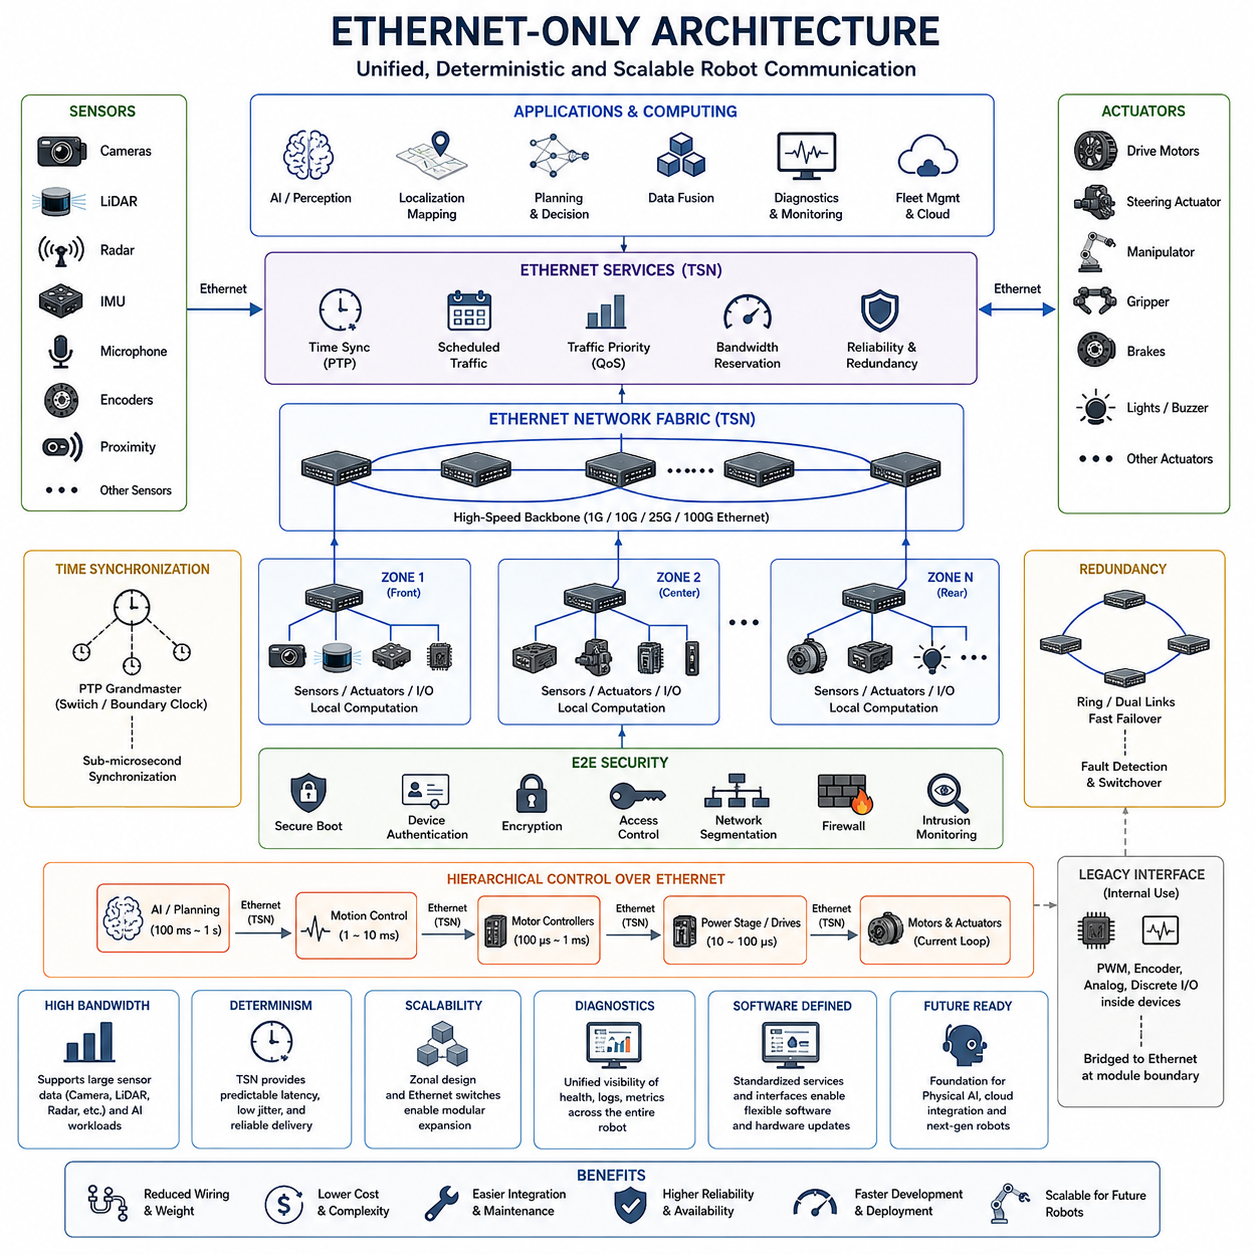 ETHERNET-ONLY ARCHITECTURE
Unified, Deterministic and Scalable Robot Communication
SENSORS
Cameras
LiDAR
Radar
IMU
Microphone
Encoders
Proximity
Other Sensors
Ethernet
APPLICATIONS & COMPUTING
AI / Perception
Localization
Mapping
Planning
& Decision
Data Fusion
Diagnostics
& Monitoring
Fleet Mgmt
& Cloud
ETHERNET SERVICES (TSN)
Time Sync
(PTP)
Scheduled
Traffic
Traffic Priority
(QoS)
Bandwidth
Reservation
Reliability &
Redundancy
Ethernet
ACTUATORS
Drive Motors
Steering Actuator
Manipulator
Gripper
Brakes
Lights / Buzzer
Other Actuators
ETHERNET NETWORK FABRIC (TSN)
High-Speed Backbone (1G / 10G / 25G / 100G Ethernet)
TIME SYNCHRONIZATION
PTP Grandmaster
(Swiich / Boundary Clock)
Sub-microsecond
Synchronization
ZONE 1
(Front)
Sensors / Actuators / I/O
Local Computation
ZONE 2
(Center)
Sensors / Actuators / I/O
Local Computation
ZONE N
(Rear)
Sensors / Actuators / I/O
Local Computation
REDUNDANCY
Ring / Dual Links
Fast Failover
Fault Detection
& Switchover
E2E SECURITY
Secure Boot
Device
Authentication
Encryption
Access
Control
Network
Segmentation
Firewall
Intrusion
Monitoring
HIERARCHICAL CONTROL OVER ETHERNET
AI / Planning
(100 ms ~ 1 s)
Ethernet
(TSN)
Motion Control
(1 ~ 10 ms)
Ethernet
(TSN)
Motor Controllers
(100 µs ~ 1 ms)
Ethernet
(TSN)
Power Stage / Drives
(10 ~ 100 µs)
Ethernet
(TSN)
Motors & Actuators
(Current Loop)
LEGACY INTERFACE
(Internal Use)
PWM, Encoder,
Analog, Discrete I/O
inside devices
Bridged to Ethernet
at module boundary
HIGH BANDWIDTH
Supports large sensor
data (Camera, LiDAR,
Radar, etc.) and AI
workloads
DETERMINISM
TSN provides
predictable latency,
low jitter, and
reliable delivery
SCALABILITY
Zonal design
and Ethernet switches
enable modular
expansion
DIAGNOSTICS
Unified visibility of
health, logs, metrics
across the entire
robot
SOFTWARE DEFINED
Standardized services
and interfaces enable
flexible software
and hardware updates
FUTURE READY
Foundation for
Physical AI, cloud
integration and
next-gen robots
BENEFITS
Reduced Wiring
& Weight
Lower Cost
& Complexity
Easier Integration
& Maintenance
Higher Reliability
& Availability
Faster Development
& Deployment
Scalable for Future
Robots